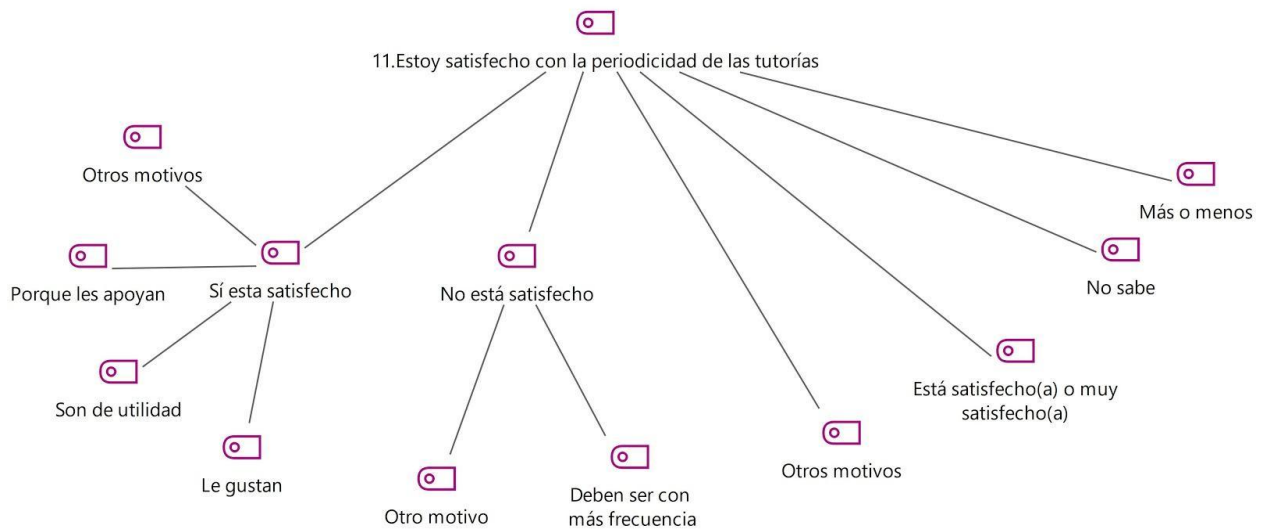 11.Estoy satisfecho con la periodicidad de las tutorías
Otros motivos
Más o menos
Porque les apoyan
Sí esta satisfecho
No está satisfecho
No sabe
Son de utilidad
Está satisfecho(a) o muy
satisfecho(a)
Le gustan
Otros motivos
Otro motivo
Deben ser con
más frecuencia